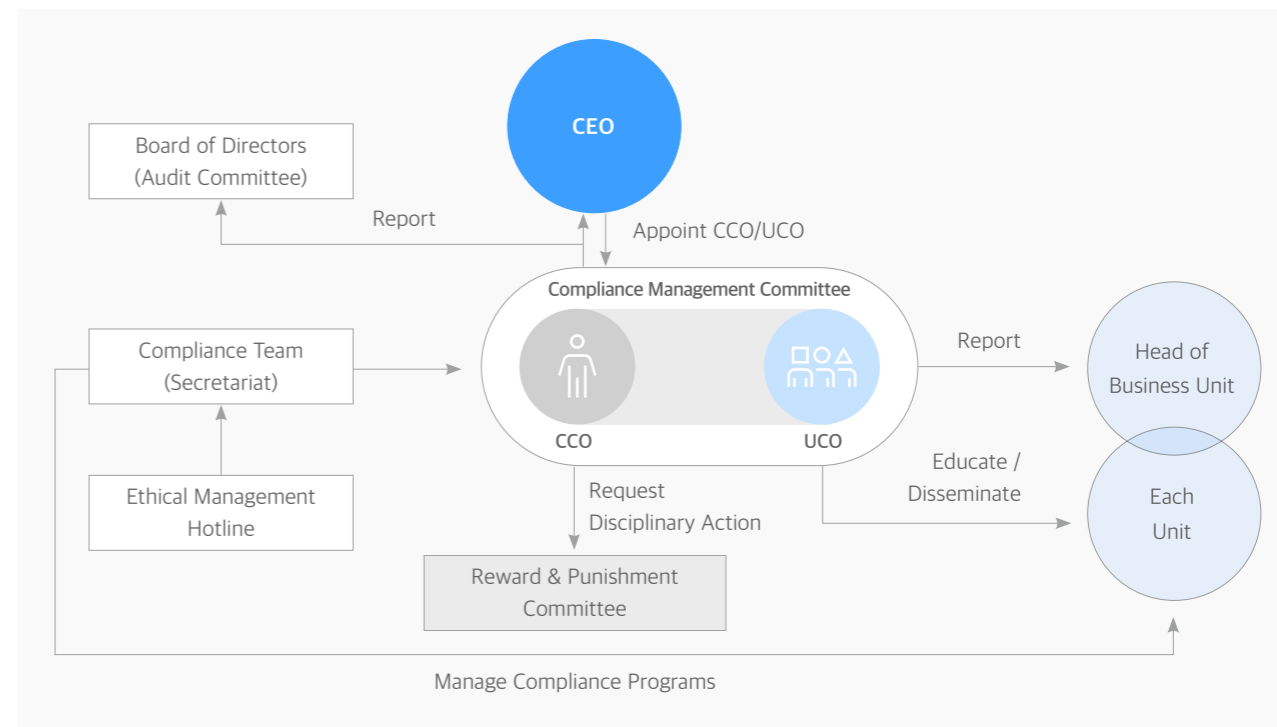 CEO
Board of Directors
(Audit Committee)
Report
Appoint CCO/UCO
Compliance Management Committee
CCO
UCO
Compliance Team
(Secretariat)
Report
Head of
Business Unit
Ethical Management
Hotline
Request
Disciplinary Action
Educate /
Disseminate
Each
Unit
Reward & Punishment
Committee
Manage Compliance Programs